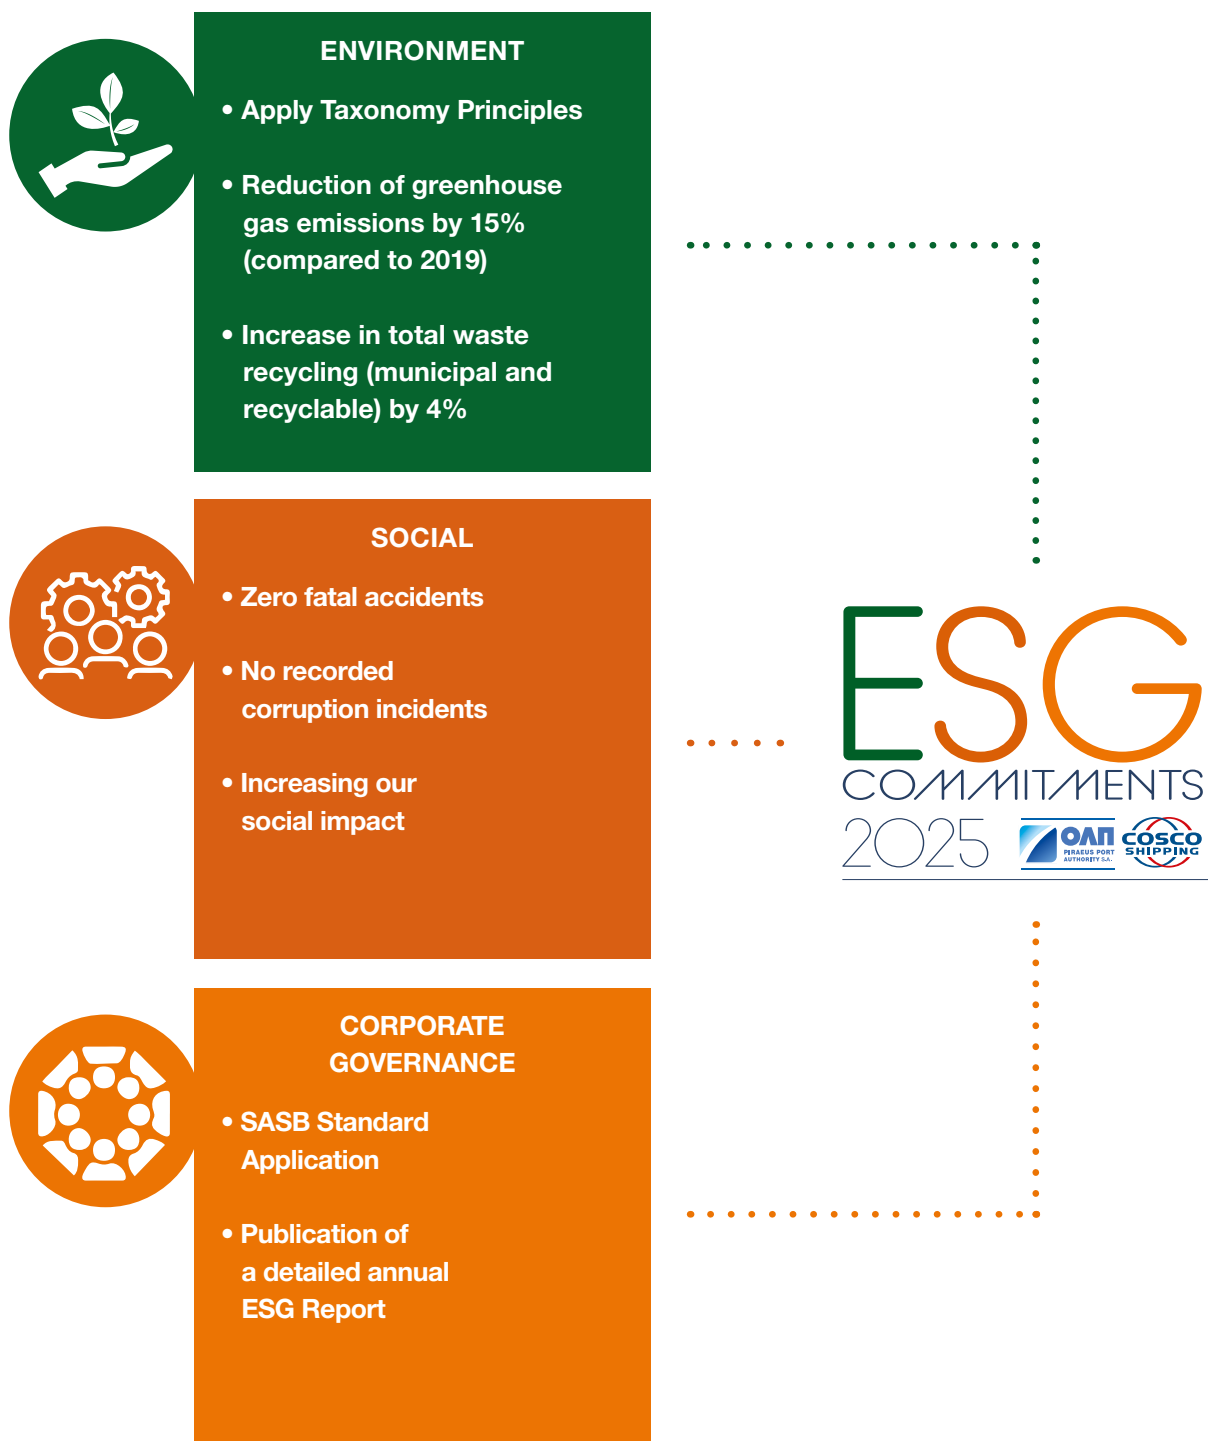 ENVIRONMENT
• Apply Taxonomy Principles
• Reduction of greenhouse
gas emissions by 15%
(compared to 2019)
• Increase in total waste
recycling (municipal and
recyclable) by 4%
SOCIAL
• Zero fatal accidents
• No recorded
corruption incidents
• Increasing our
social impact
CORPORATE
GOVERNANCE
• SASB Standard
Application
• Publication of
a detailed annual
ESG Report
ESG
COMMITMENTS
2025
ΟΛΠ
PIRAEUS PORT
AUTHORITY S.A.
COSCO
SHIPPING